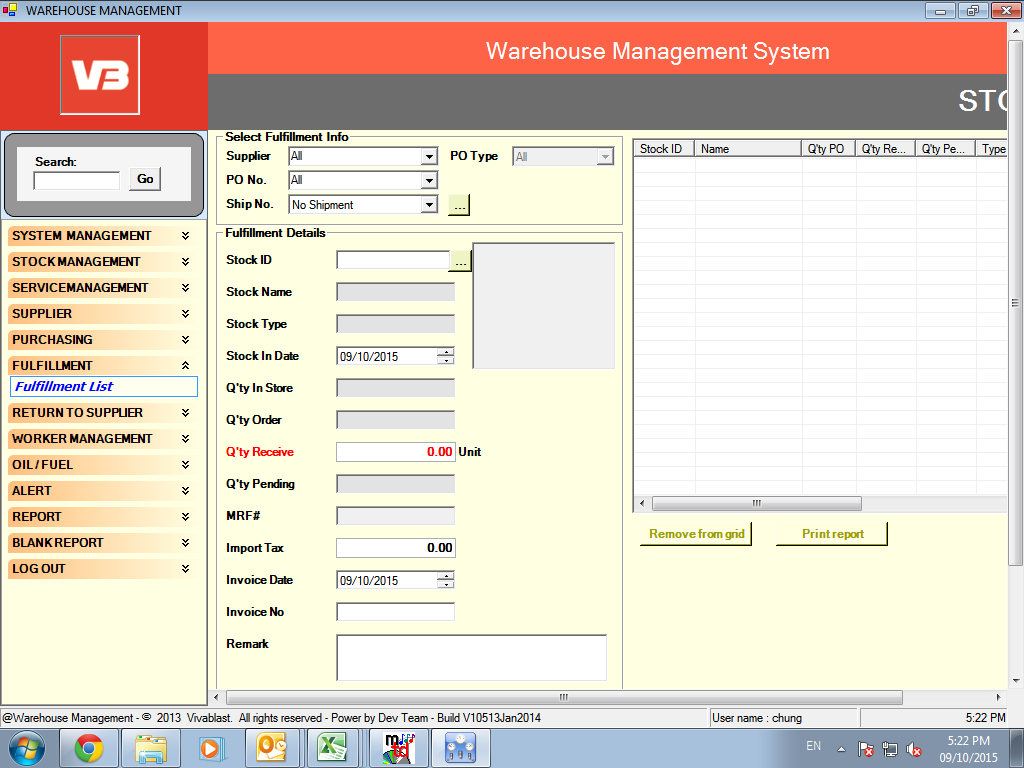 WAREHOUSE MANAGEMENT
VB
Warehouse Management System
STO
Search:
Go
SYSTEM MANAGEMENT
STOCK MANAGEMENT
SERVICE MANAGEMENT
SUPPLIER
PURCHASING
FULFILLMENT
Fulfillment List
RETURN TO SUPPLIER
WORKER MANAGEMENT
OIL / FUEL
ALERT
REPORT
BLANK REPORT
LOG OUT
Select Fulfillment Info
Supplier All PO Type All
PO No. All
Ship No. No Shipment ...
Fulfillment Details
Stock ID ...
Stock Name
Stock Type
Stock In Date 09/10/2015
Q'ty In Store
Q'ty Order
Q'ty Receive 0.00 Unit
Q'ty Pending
MRF#
Import Tax 0.00
Invoice Date 09/10/2015
Invoice No
Remark
Stock ID Name Q'ty PO Q'ty Re... Q'ty Pe... Type
Remove from grid Print report
@Warehouse Management - © 2013 Vivablast. All rights reserved - Power by Dev Team - Build V10513Jan2014 User name : chung 5:22 PM
EN 5:22 PM
09/10/2015